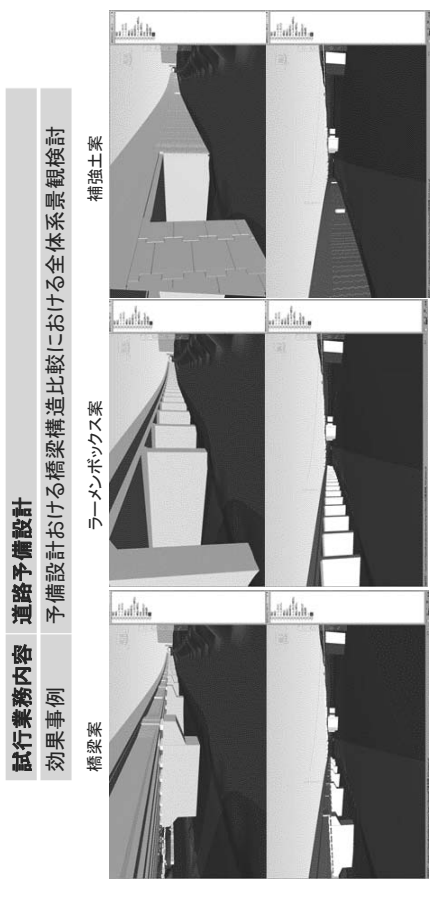 試行業務内容 道路予備設計
効果事例 予備設計おける橋梁構造比較における全体系景観検討
橋梁案 ラーメンボックス案 補強土案